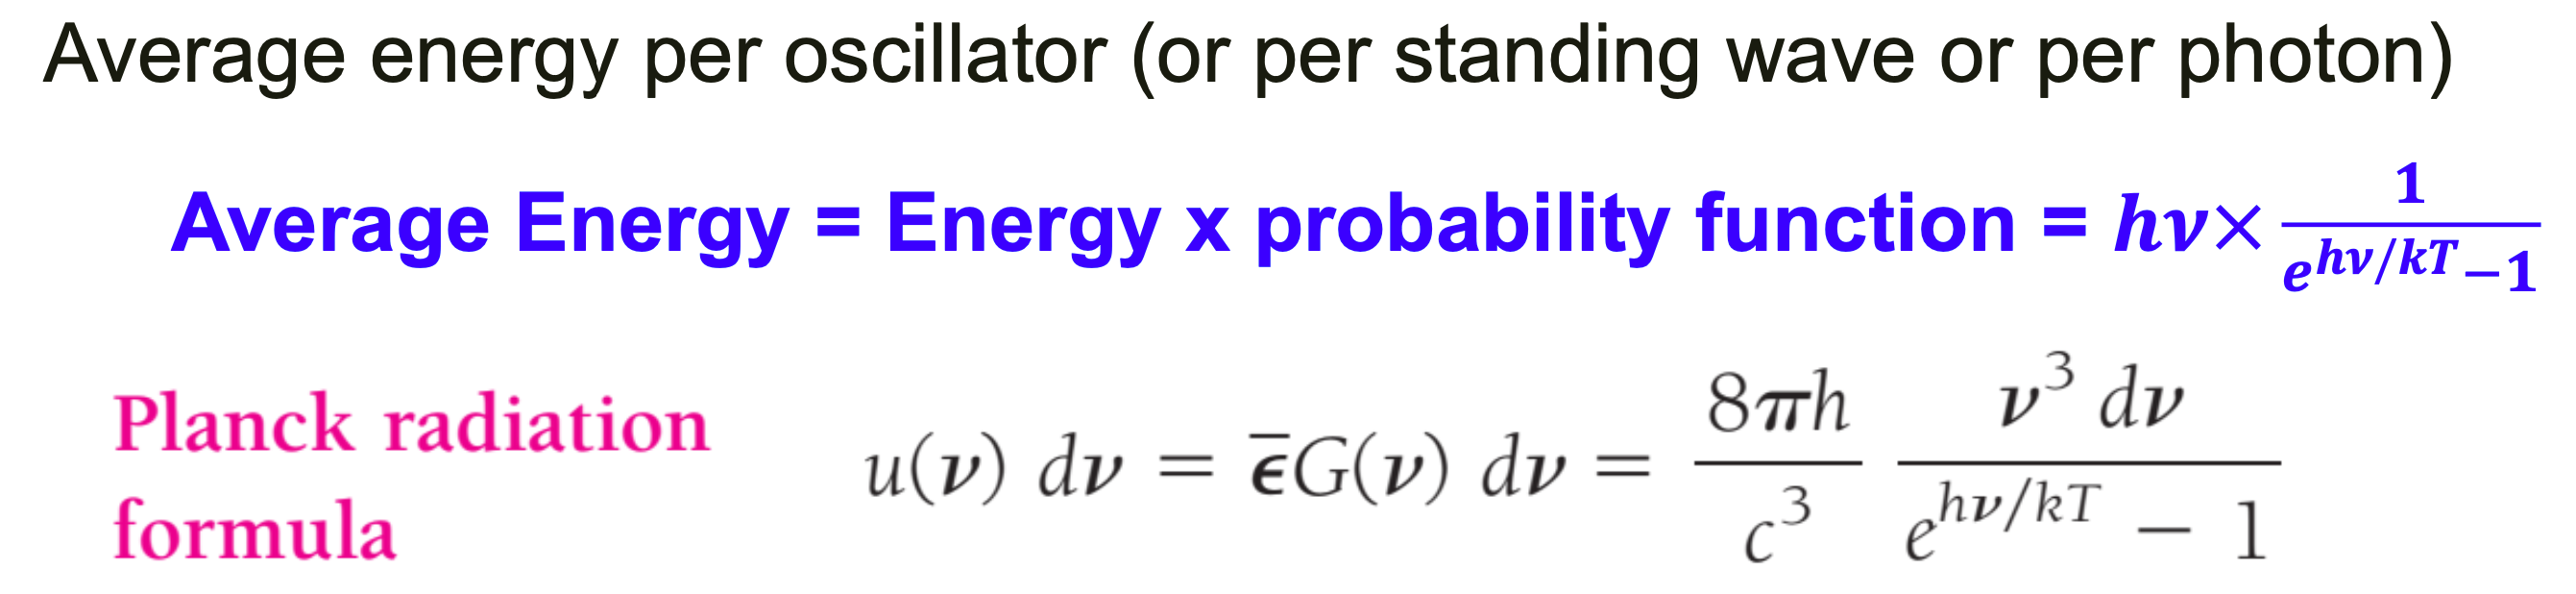 Average energy per oscillator (or per standing wave or per photon)
Average Energy = Energy x probability function = hν× 1/(e^{hν/kT}−1)
Planck radiation
formula
u(ν) dν = ϵ̅G(ν) dν = (8πh/c³) (ν³ dν)/(e^{hν/kT} − 1)